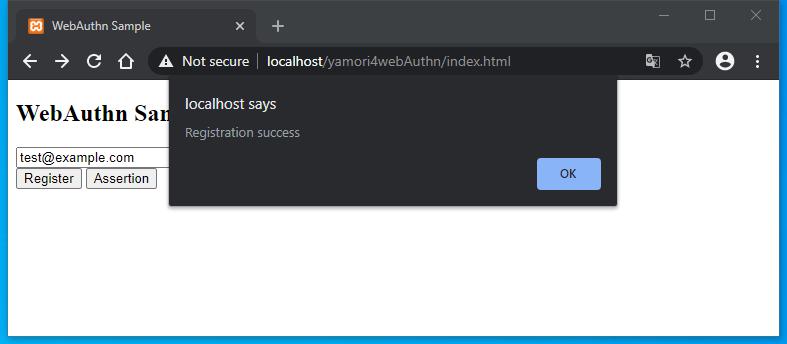 WebAuthn Sample
Not secure localhost/yamori4webAuthn/index.html
localhost says
Registration success
OK
WebAuthn Sam
test@example.com
Register Assertion